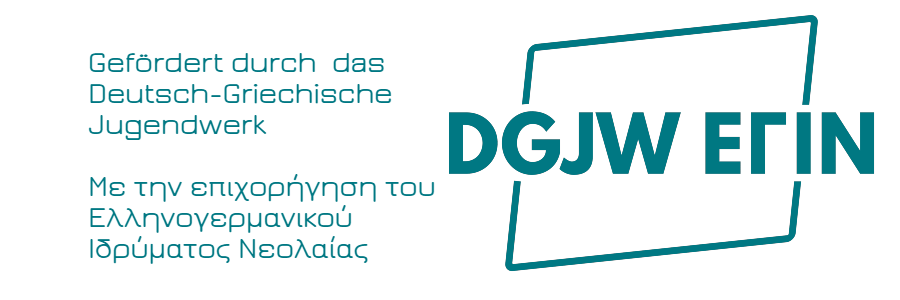 Gefördert durch das
Deutsch-Griechische
Jugendwerk
Με την επιχορήγηση του
Ελληνογερμανικού
Ιδρύματος Νεολαίας
DGJW ΕΓΙΝ